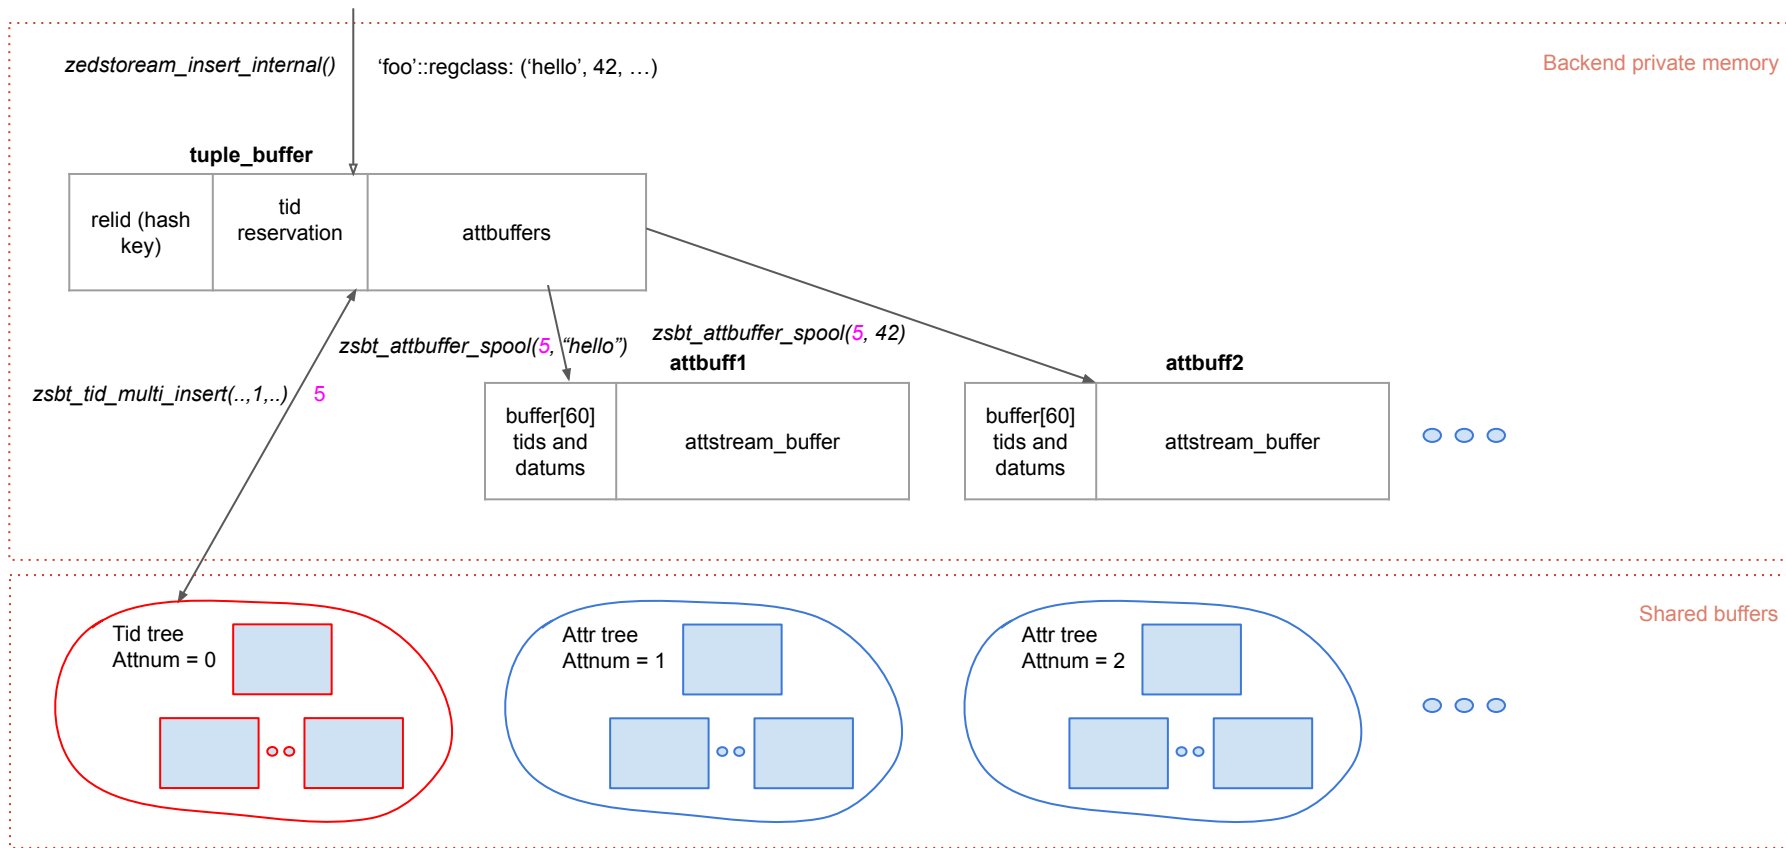 zedstoream_insert_internal()
‘foo’::regclass: (‘hello’, 42, …)
Backend private memory
tuple_buffer
relid (hash
key)
tid
reservation
attbuffers
zsbt_attbuffer_spool(5, “hello”)
zsbt_attbuffer_spool(5, 42)
zsbt_tid_multi_insert(..,1,..)
5
attbuff1
buffer[60]
tids and
datums
attstream_buffer
attbuff2
buffer[60]
tids and
datums
attstream_buffer
Shared buffers
Tid tree
Attnum = 0
Attr tree
Attnum = 1
Attr tree
Attnum = 2